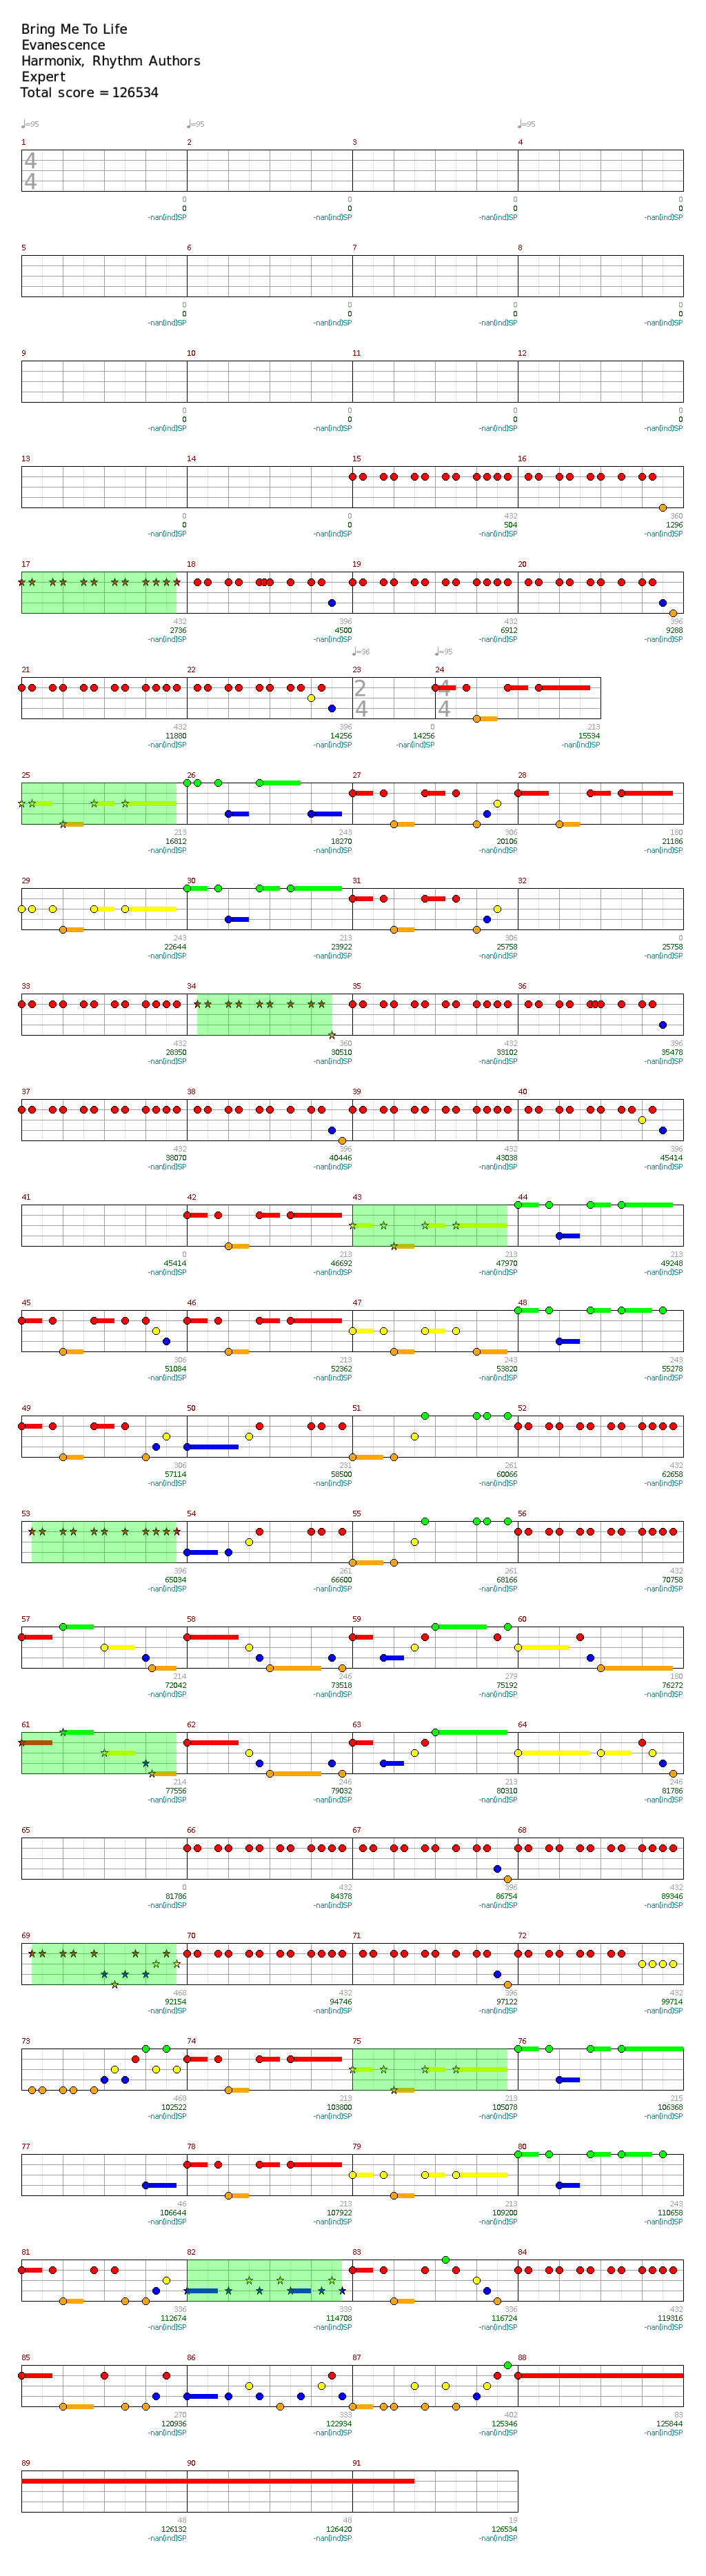 Bring Me To Life
Evanescence
Harmonix, Rhythm Authors
Expert
Total score = 126534
♩=95 ♩=95 ♩=95
1 2 3 4
4
4
0 0 0 0
0 0 0 0
-nan(ind)SP -nan(ind)SP -nan(ind)SP -nan(ind)SP
5 6 7 8
0 0 0 0
0 0 0 0
-nan(ind)SP -nan(ind)SP -nan(ind)SP -nan(ind)SP
9 10 11 12
0 0 0 0
0 0 0 0
-nan(ind)SP -nan(ind)SP -nan(ind)SP -nan(ind)SP
13 14 15 16
0 0 432 360
0 0 504 1296
-nan(ind)SP -nan(ind)SP -nan(ind)SP -nan(ind)SP
17 18 19 20
432 396 432 396
2736 4500 6912 9288
-nan(ind)SP -nan(ind)SP -nan(ind)SP -nan(ind)SP
♩=96 ♩=95
21 22 23 24
2 4
4 4
432 396 0 213
11880 14256 14256 15534
-nan(ind)SP -nan(ind)SP -nan(ind)SP -nan(ind)SP
25 26 27 28
213 243 306 180
16812 18270 20106 21186
-nan(ind)SP -nan(ind)SP -nan(ind)SP -nan(ind)SP
29 30 31 32
243 213 306 0
22644 23922 25758 25758
-nan(ind)SP -nan(ind)SP -nan(ind)SP -nan(ind)SP
33 34 35 36
432 360 432 396
28350 30510 33102 35478
-nan(ind)SP -nan(ind)SP -nan(ind)SP -nan(ind)SP
37 38 39 40
432 396 432 396
38070 40446 43038 45414
-nan(ind)SP -nan(ind)SP -nan(ind)SP -nan(ind)SP
41 42 43 44
0 213 213 213
45414 46692 47970 49248
-nan(ind)SP -nan(ind)SP -nan(ind)SP -nan(ind)SP
45 46 47 48
306 213 243 243
51084 52362 53820 55278
-nan(ind)SP -nan(ind)SP -nan(ind)SP -nan(ind)SP
49 50 51 52
306 231 261 432
57114 58500 60066 62658
-nan(ind)SP -nan(ind)SP -nan(ind)SP -nan(ind)SP
53 54 55 56
396 261 261 432
65034 66600 68166 70758
-nan(ind)SP -nan(ind)SP -nan(ind)SP -nan(ind)SP
57 58 59 60
214 246 279 180
72042 73518 75192 76272
-nan(ind)SP -nan(ind)SP -nan(ind)SP -nan(ind)SP
61 62 63 64
214 246 213 246
77556 79032 80310 81786
-nan(ind)SP -nan(ind)SP -nan(ind)SP -nan(ind)SP
65 66 67 68
0 432 396 432
81786 84378 86754 89346
-nan(ind)SP -nan(ind)SP -nan(ind)SP -nan(ind)SP
69 70 71 72
468 432 396 432
92154 94746 97122 99714
-nan(ind)SP -nan(ind)SP -nan(ind)SP -nan(ind)SP
73 74 75 76
468 213 213 215
102522 103800 105078 106368
-nan(ind)SP -nan(ind)SP -nan(ind)SP -nan(ind)SP
77 78 79 80
46 213 213 243
106644 107922 109200 110658
-nan(ind)SP -nan(ind)SP -nan(ind)SP -nan(ind)SP
81 82 83 84
336 339 336 432
112674 114708 116724 119316
-nan(ind)SP -nan(ind)SP -nan(ind)SP -nan(ind)SP
85 86 87 88
270 333 402 83
120936 122934 125346 125844
-nan(ind)SP -nan(ind)SP -nan(ind)SP -nan(ind)SP
89 90 91
48 48 19
126132 126420 126534
-nan(ind)SP -nan(ind)SP -nan(ind)SP